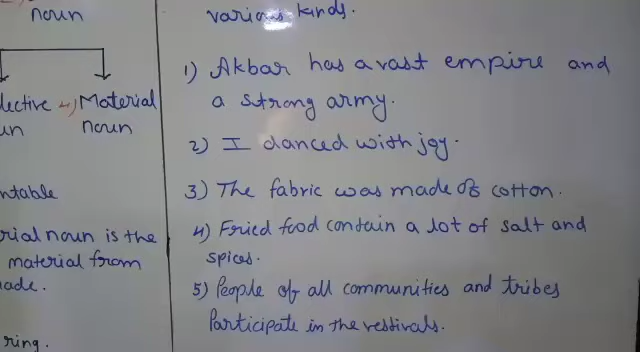 noun
lective 4) Material
un noun
ntable
rial noun is the
material from
ade.
ring.
various kinds.
1) Akbar has a vast empire and
a strong army.
2) I danced with joy.
3) The fabric was made of cotton.
4) Fried food contain a lot of salt and
spices.
5) People of all communities and tribes
Participate in the vestivals.